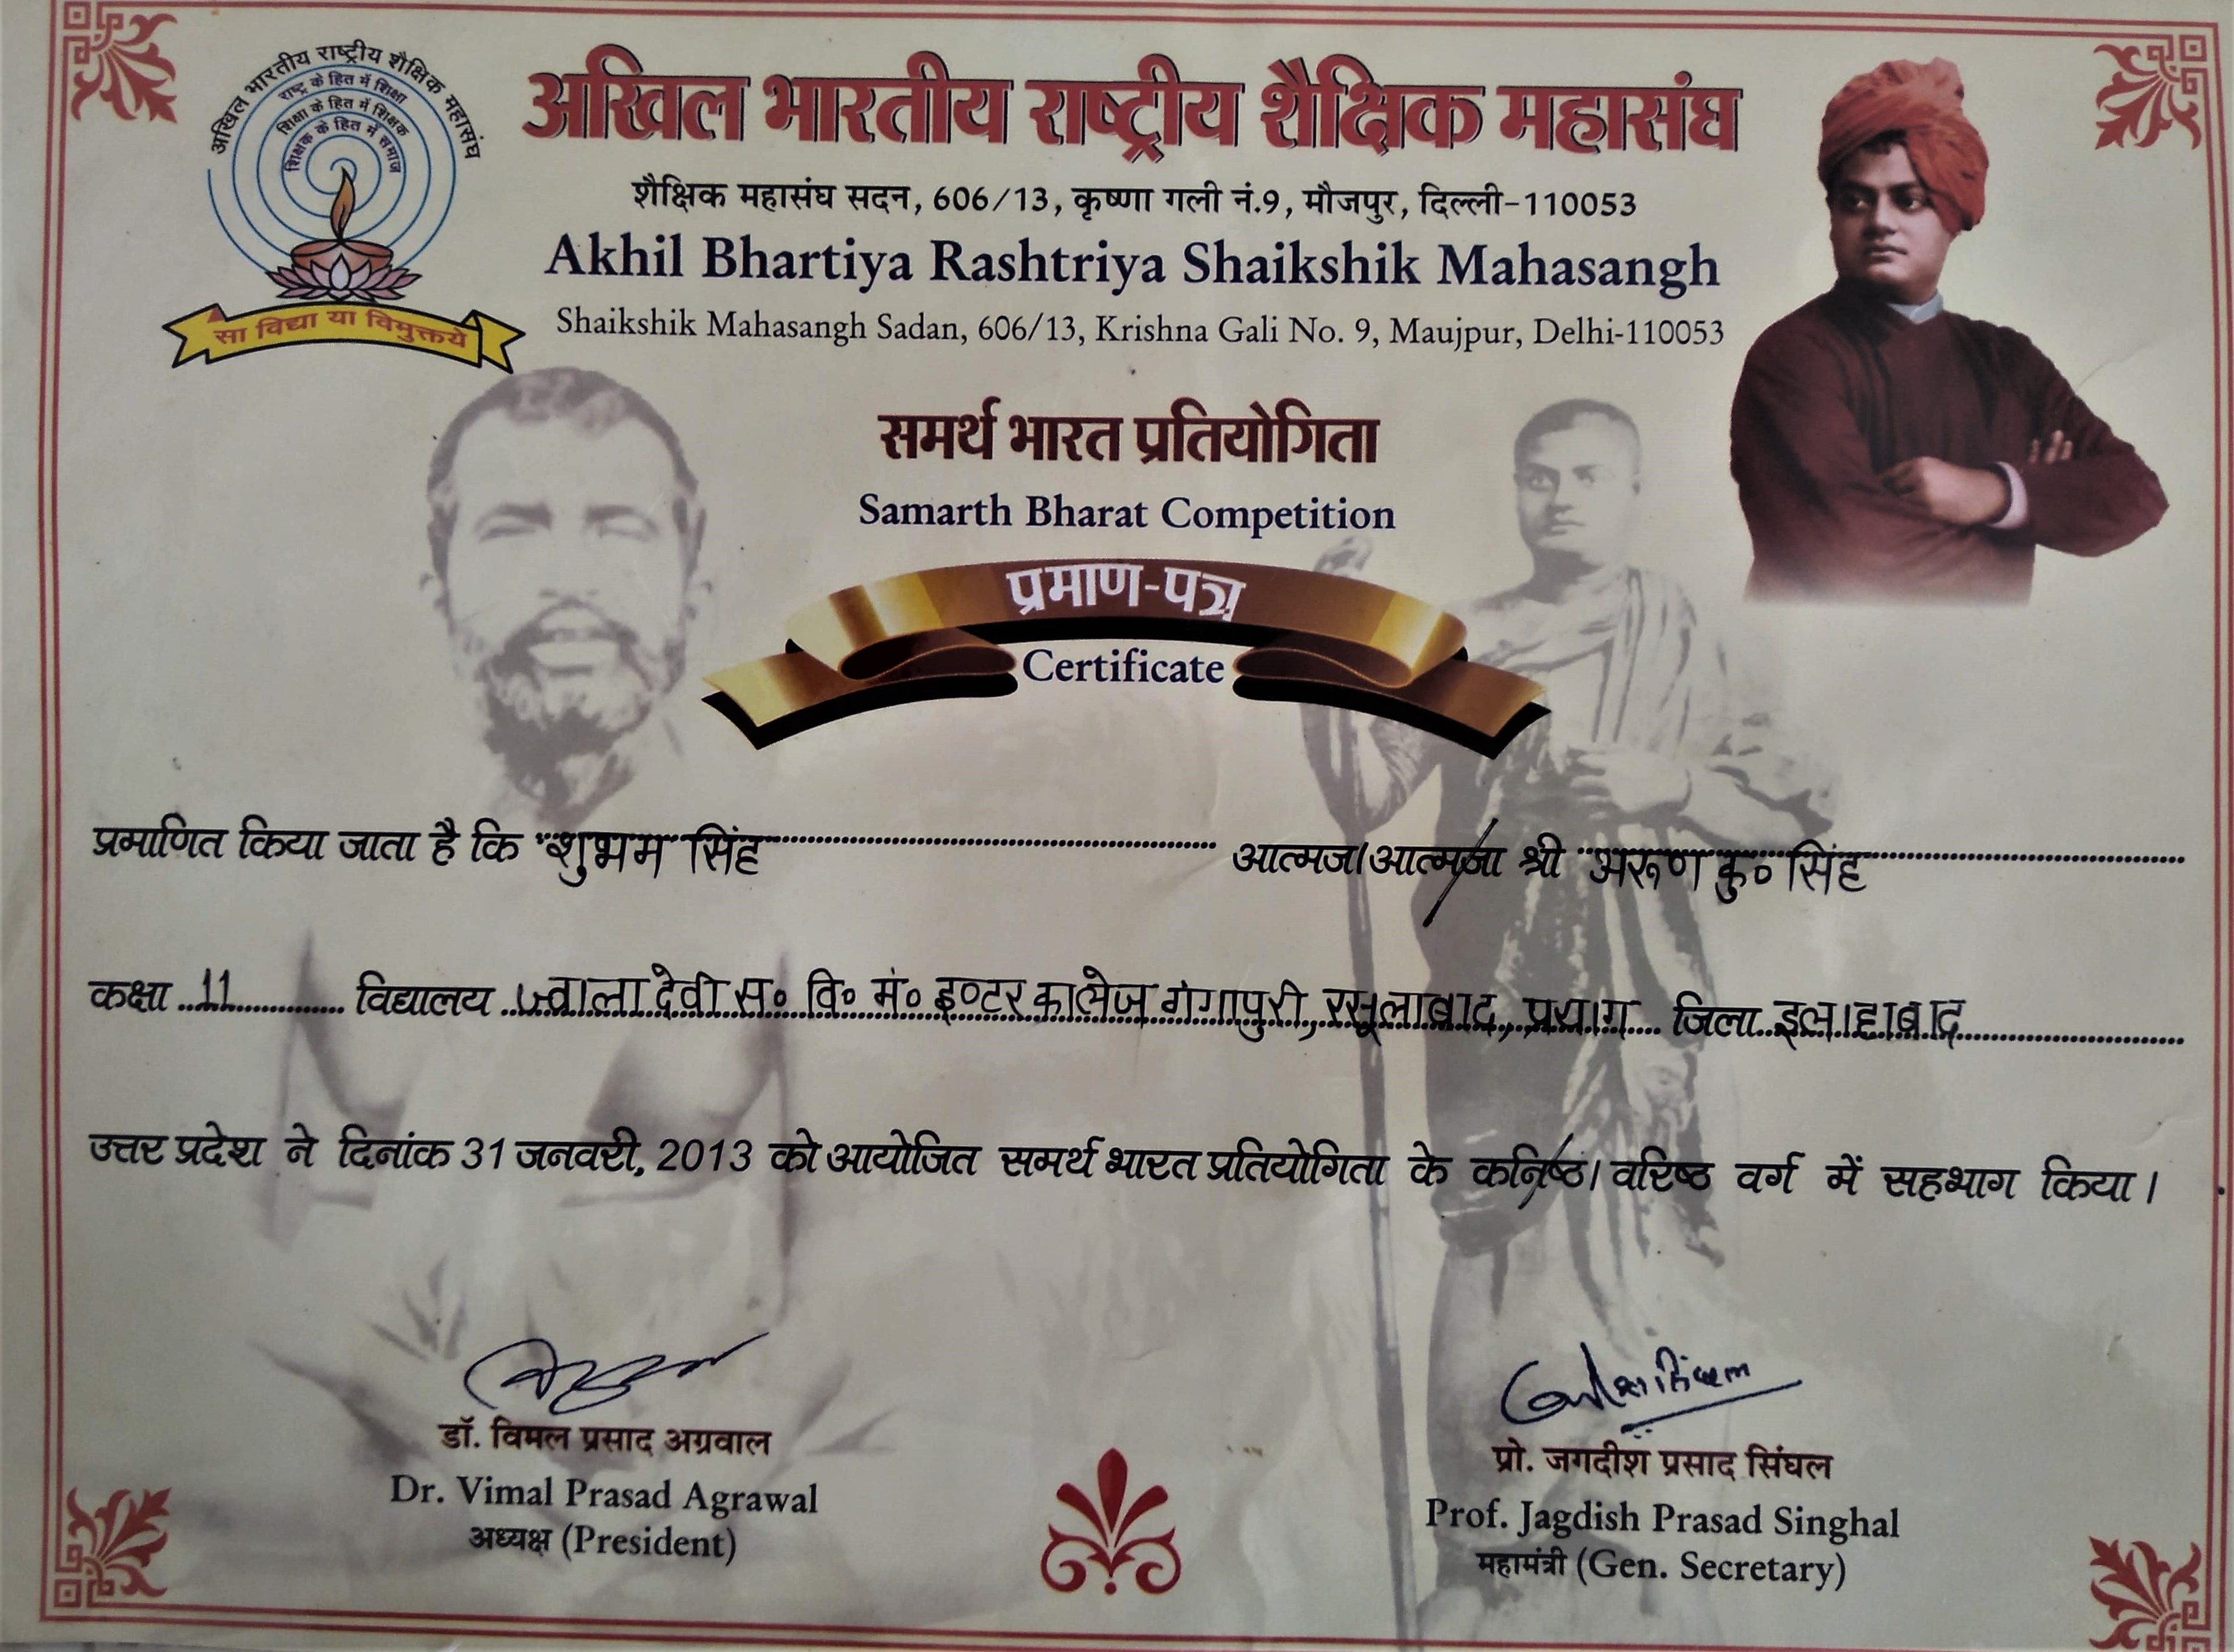 अखिल भारतीय राष्ट्रीय शैक्षिक महासंघ
राष्ट्र के हित में शिक्षा
शिक्षा के हित में शिक्षक
शिक्षक के हित में समाज
सा विद्या या विमुक्तये
अखिल भारतीय राष्ट्रीय शैक्षिक महासंघ
शैक्षिक महासंघ सदन, 606/13, कृष्णा गली नं.9, मौजपुर, दिल्ली-110053
Akhil Bhartiya Rashtriya Shaikshik Mahasangh
Shaikshik Mahasangh Sadan, 606/13, Krishna Gali No. 9, Maujpur, Delhi-110053
समर्थ भारत प्रतियोगिता
Samarth Bharat Competition
प्रमाण-पत्र
Certificate
प्रमाणित किया जाता है कि शुभम सिंह आत्मज/आत्मजा श्री अरूण कु० सिंह
कक्षा 11 विद्यालय ज्वाला देवी स० वि० मं० इण्टर कालेज गंगापुरी, रसूलाबाद, प्रयाग जिला इलाहाबाद
उत्तर प्रदेश ने दिनांक 31 जनवरी, 2013 को आयोजित समर्थ भारत प्रतियोगिता के कनिष्ठ/वरिष्ठ वर्ग में सहभाग किया।
डॉ. विमल प्रसाद अग्रवाल
Dr. Vimal Prasad Agrawal
अध्यक्ष (President)
प्रो. जगदीश प्रसाद सिंघल
Prof. Jagdish Prasad Singhal
महामंत्री (Gen. Secretary)